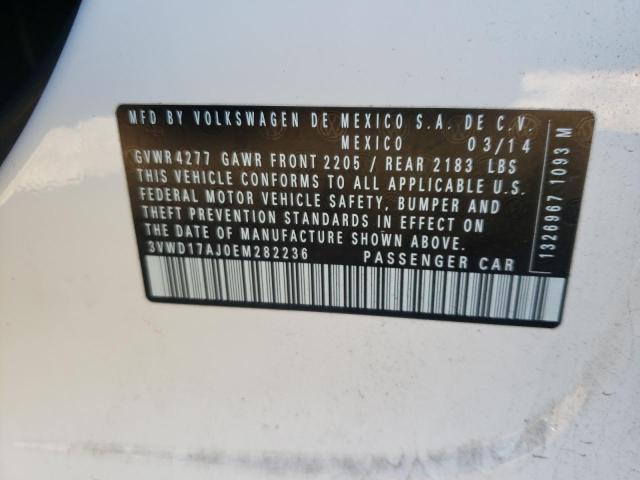 MFD BY VOLKSWAGEN DE MEXICO S.A. DE C.V.
MEXICO 03/14
GVWR 4277 GAWR FRONT 2205 / REAR 2183 LBS
THIS VEHICLE CONFORMS TO ALL APPLICABLE U.S.
FEDERAL MOTOR VEHICLE SAFETY, BUMPER AND
THEFT PREVENTION STANDARDS IN EFFECT ON
THE DATE OF MANUFACTURE SHOWN ABOVE.
3VWD17AJ0EM282236 PASSENGER CAR
1326967 1093 M